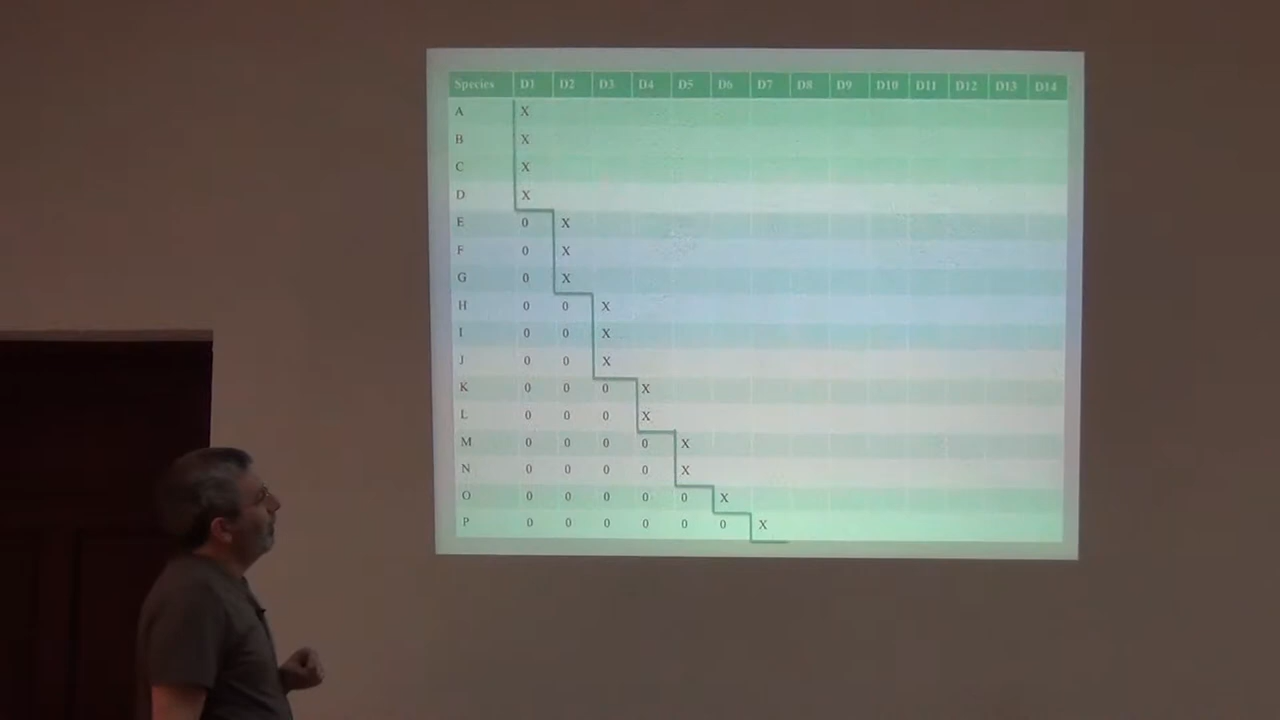 Species D1 D2 D3 D4 D5 D6 D7 D8 D9 D10 D11 D12 D13 D14
A X
B X
C X
D X
E 0 X
F 0 X
G 0 X
H 0 0 X
I 0 0 X
J 0 0 X
K 0 0 0 X
L 0 0 0 X
M 0 0 0 0 X
N 0 0 0 0 X
O 0 0 0 0 0 X
P 0 0 0 0 0 0 X